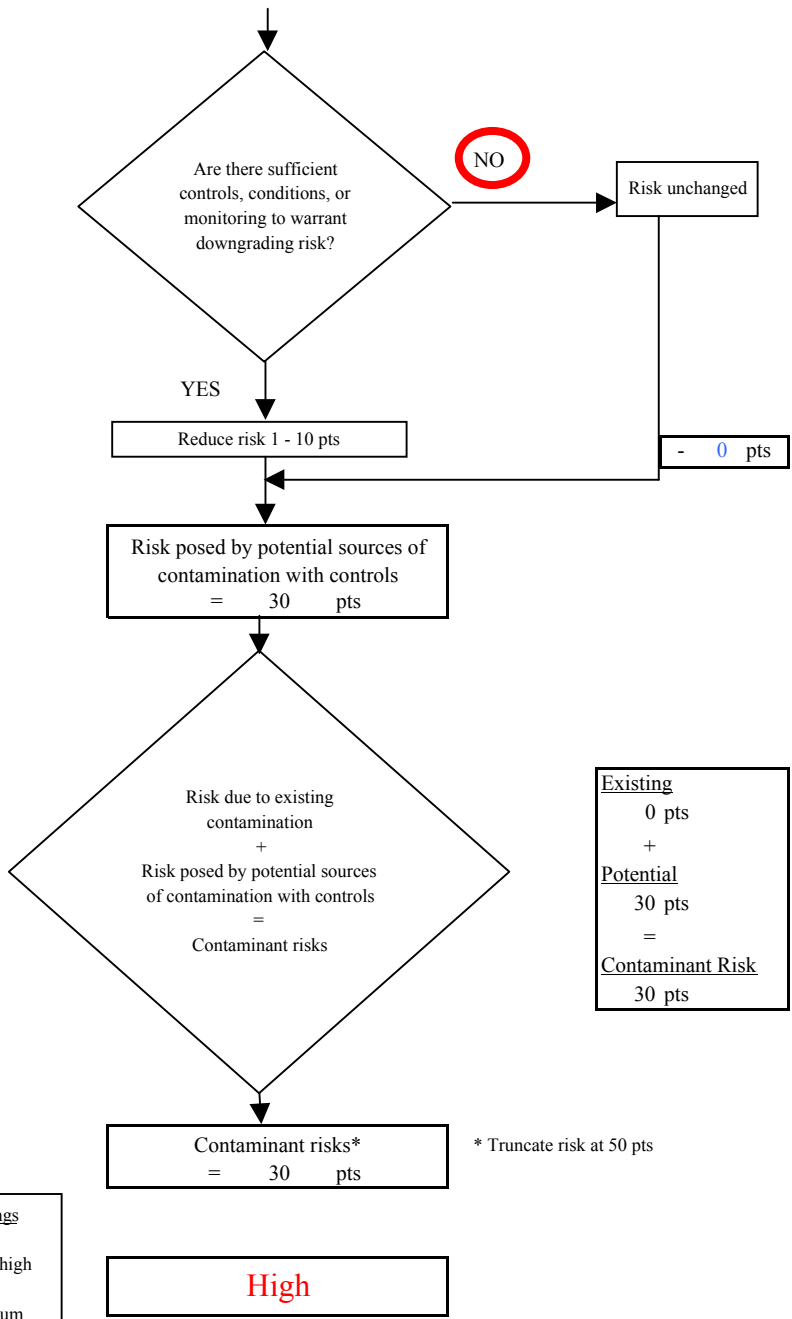 Are there sufficient
controls, conditions, or
monitoring to warrant
downgrading risk?
NO
Risk unchanged
YES
Reduce risk 1 - 10 pts
- 0 pts
Risk posed by potential sources of
contamination with controls
= 30 pts
Risk due to existing
contamination
+
Risk posed by potential sources
of contamination with controls
=
Contaminant risks
Existing
0 pts
+
Potential
30 pts
=
Contaminant Risk
30 pts
Contaminant risks*
= 30 pts
* Truncate risk at 50 pts
high
High